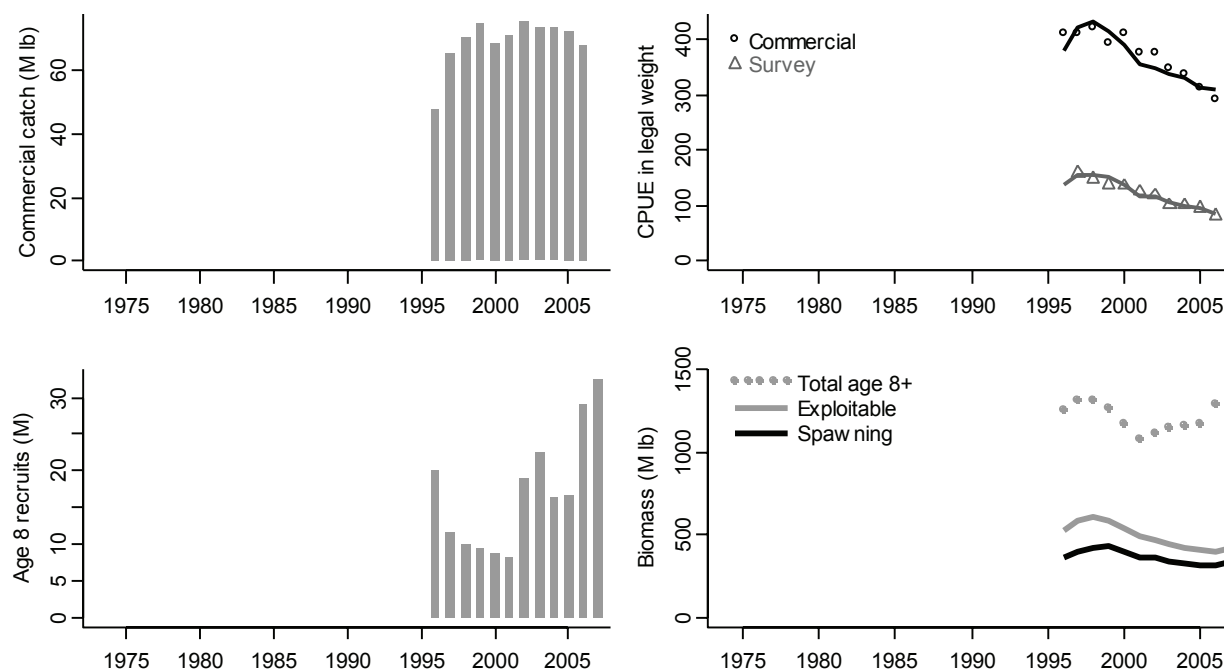 Commercial catch (M lb)
0 20 40 60
1975 1980 1985 1990 1995 2000 2005
CPUE in legal weight
0 100 200 300 400
Commercial
Survey
1975 1980 1985 1990 1995 2000 2005
Age 8 recruits (M)
0 5 10 20 30
1975 1980 1985 1990 1995 2000 2005
Biomass (M lb)
0 500 1000 1500
Total age 8+
Exploitable
Spaw ning
1975 1980 1985 1990 1995 2000 2005